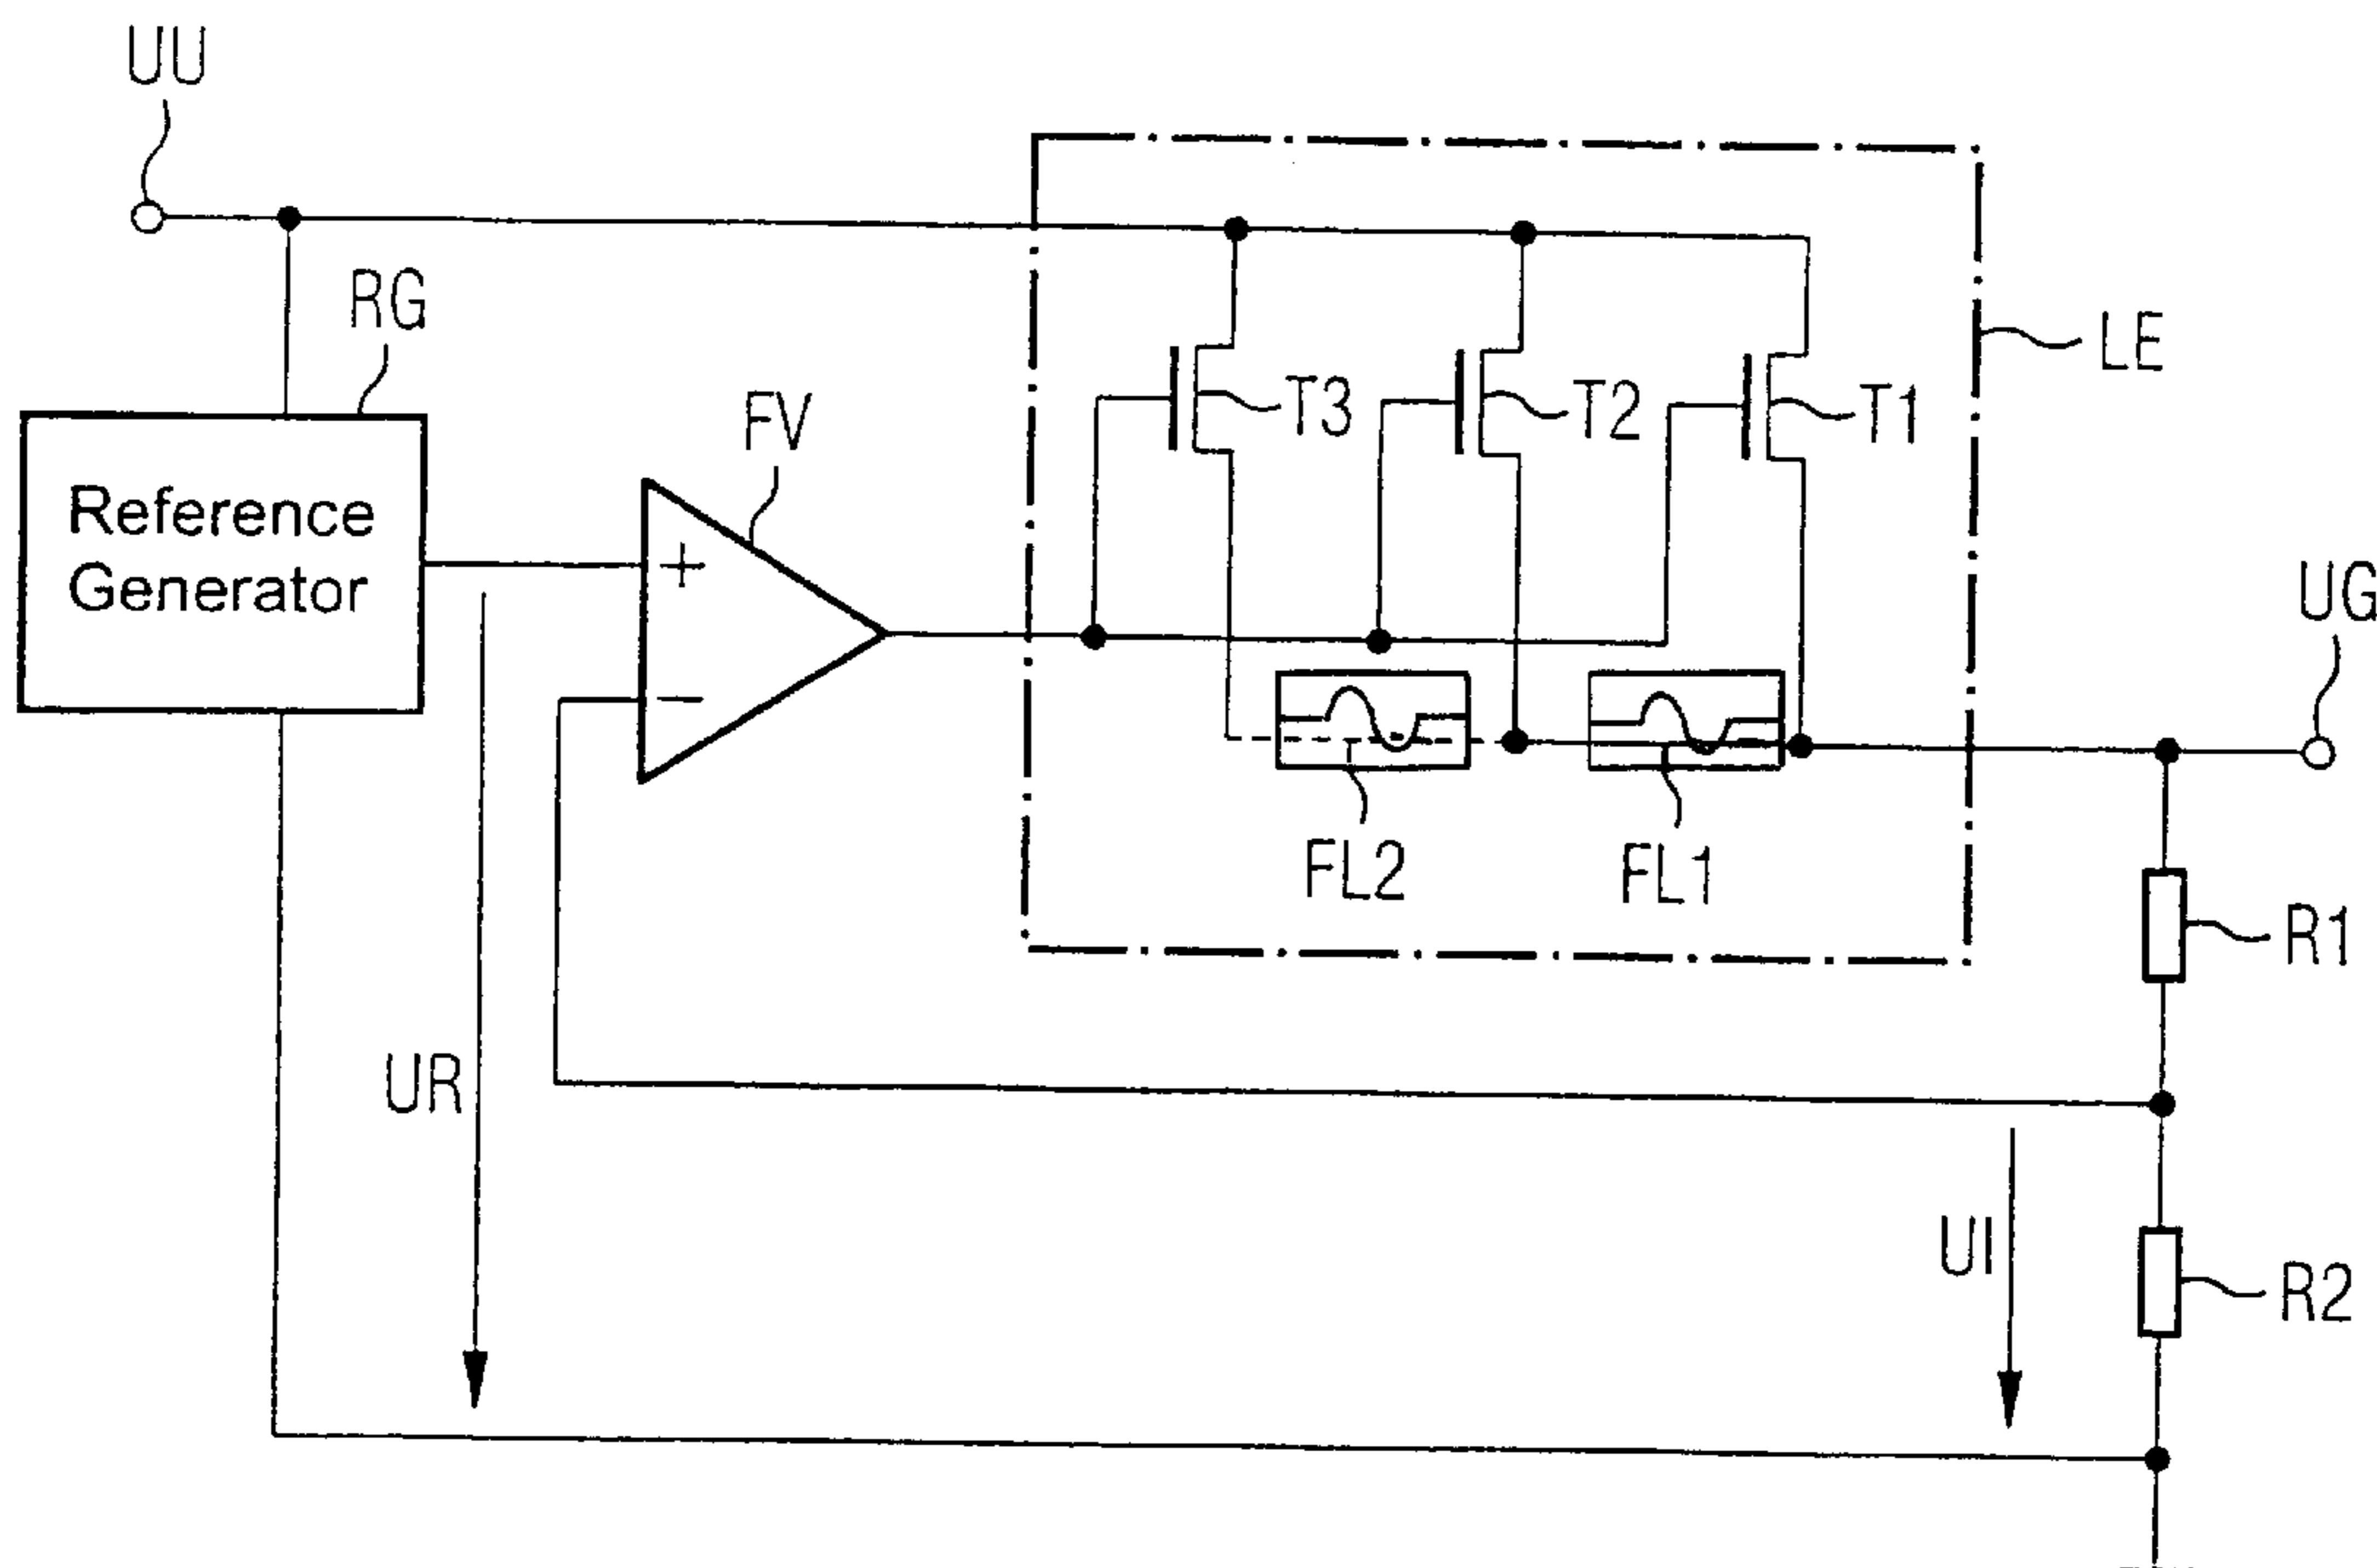 UU
RG
LE
T3
T2
T1
FV
Reference
Generator
+
−
UG
FL2
FL1
R1
UR
UI
R2